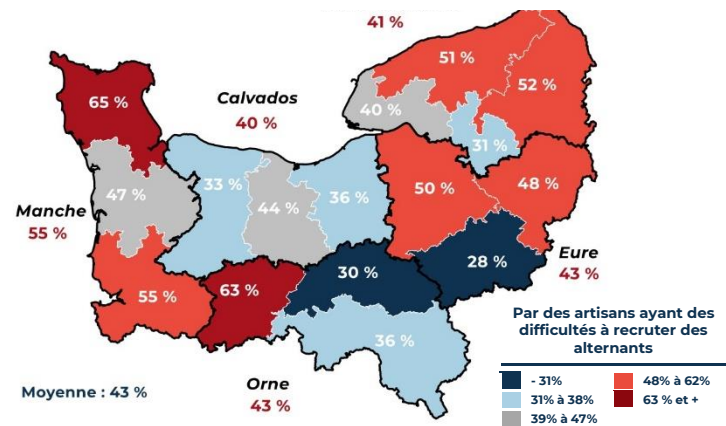 41 %
51 %
65 %
Calvados
52 %
40 %
40 %
31 %
33 %
36 %
47 %
50 %
48 %
44 %
Manche
55 %
Eure
28 %
43 %
30 %
63 %
55 %
Par des artisans ayant des
difficultés à recruter des
alternants
36 %
- 31%
48% à 62%
Orne
31% à 38%
63 % et +
Moyenne : 43 %
43 %
39% à 47%